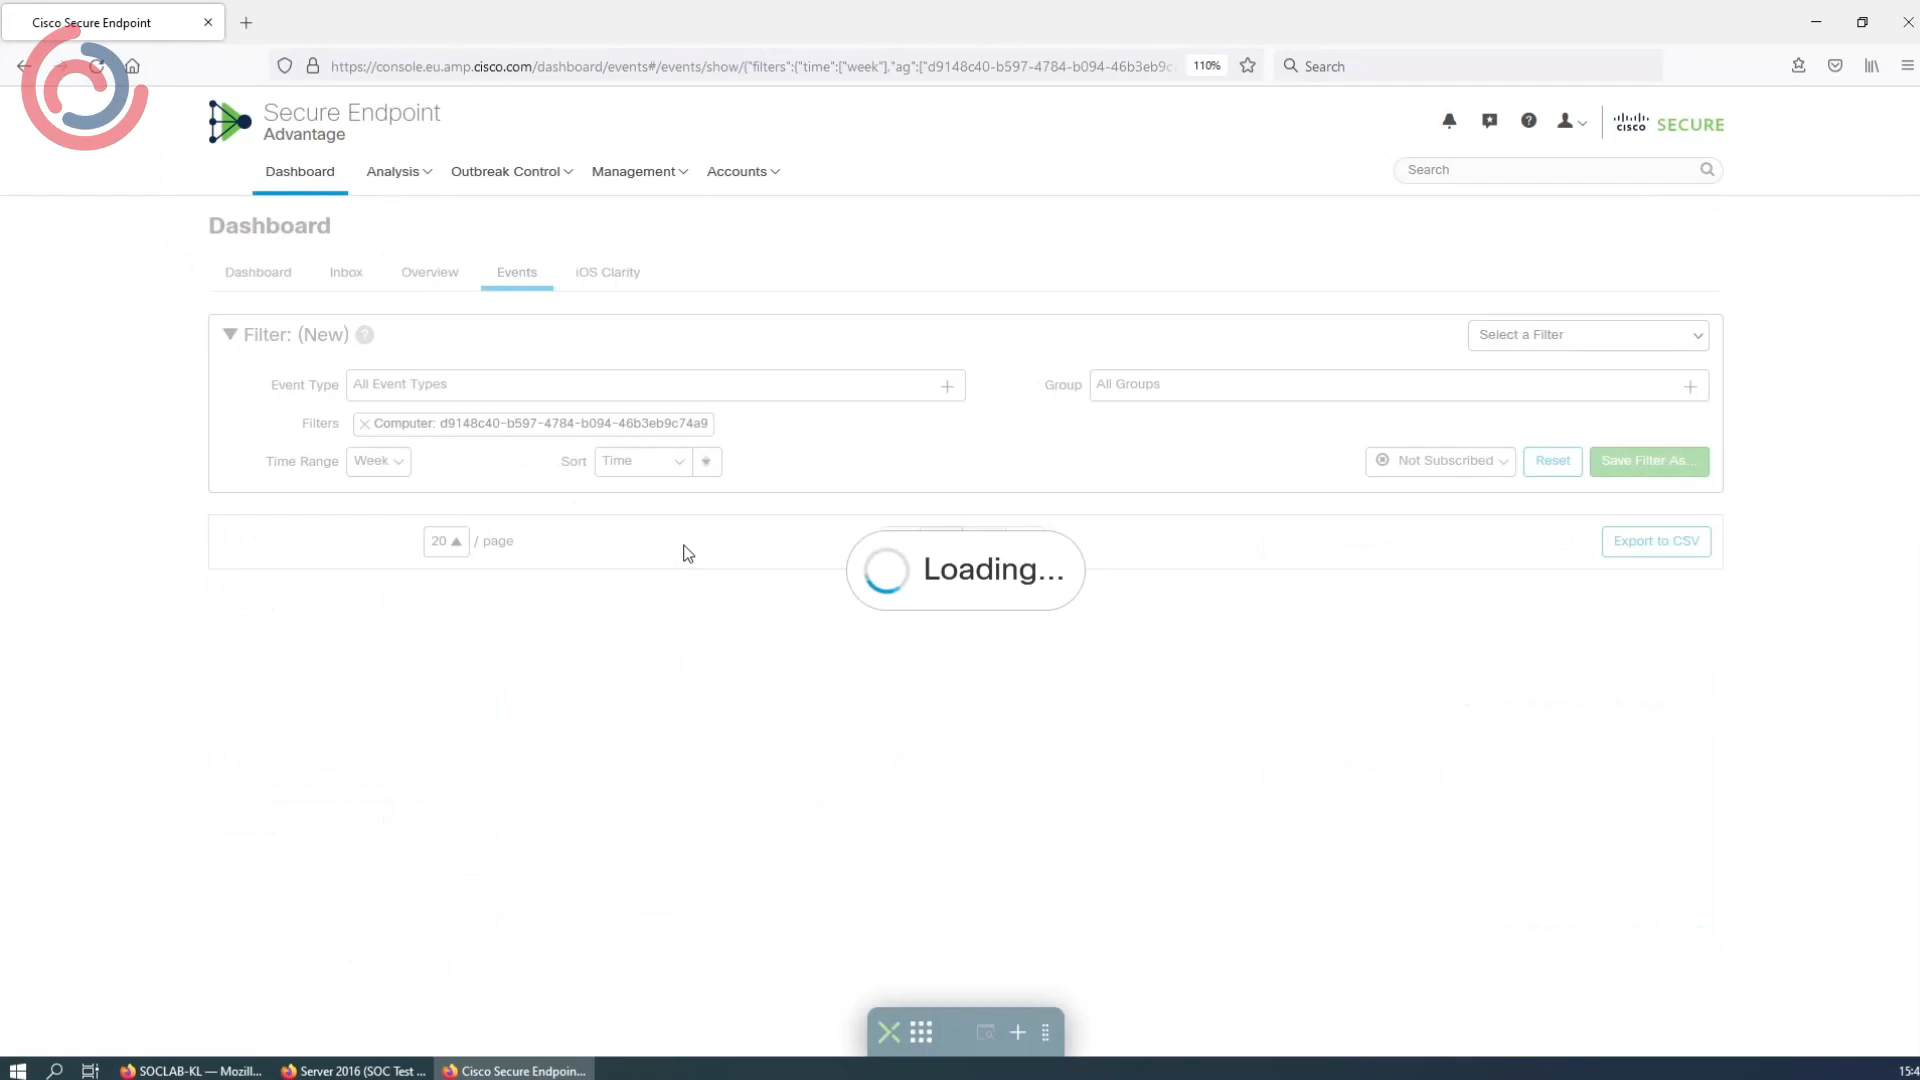 Cisco Secure Endpoint
https://console.eu.amp.cisco.com/dashboard/events#/events/show/{"filters":{"time":["week"],"ag":["d9148c40-b597-4784-b094-46b3eb9c
110%
Search
Secure Endpoint
Advantage
cisco SECURE
Dashboard
Analysis
Outbreak Control
Management
Accounts
Search
Dashboard
Dashboard
Inbox
Overview
Events
iOS Clarity
Filter: (New) ?
Select a Filter
Event Type
All Event Types
Group
All Groups
Filters
Computer: d9148c40-b597-4784-b094-46b3eb9c74a9
Time Range
Week
Sort
Time
Not Subscribed
Reset
Save Filter As...
20 / page
Loading...
Export to CSV
SOCLAB-KL — Mozill...
Server 2016 (SOC Test ...
Cisco Secure Endpoin...
15:4